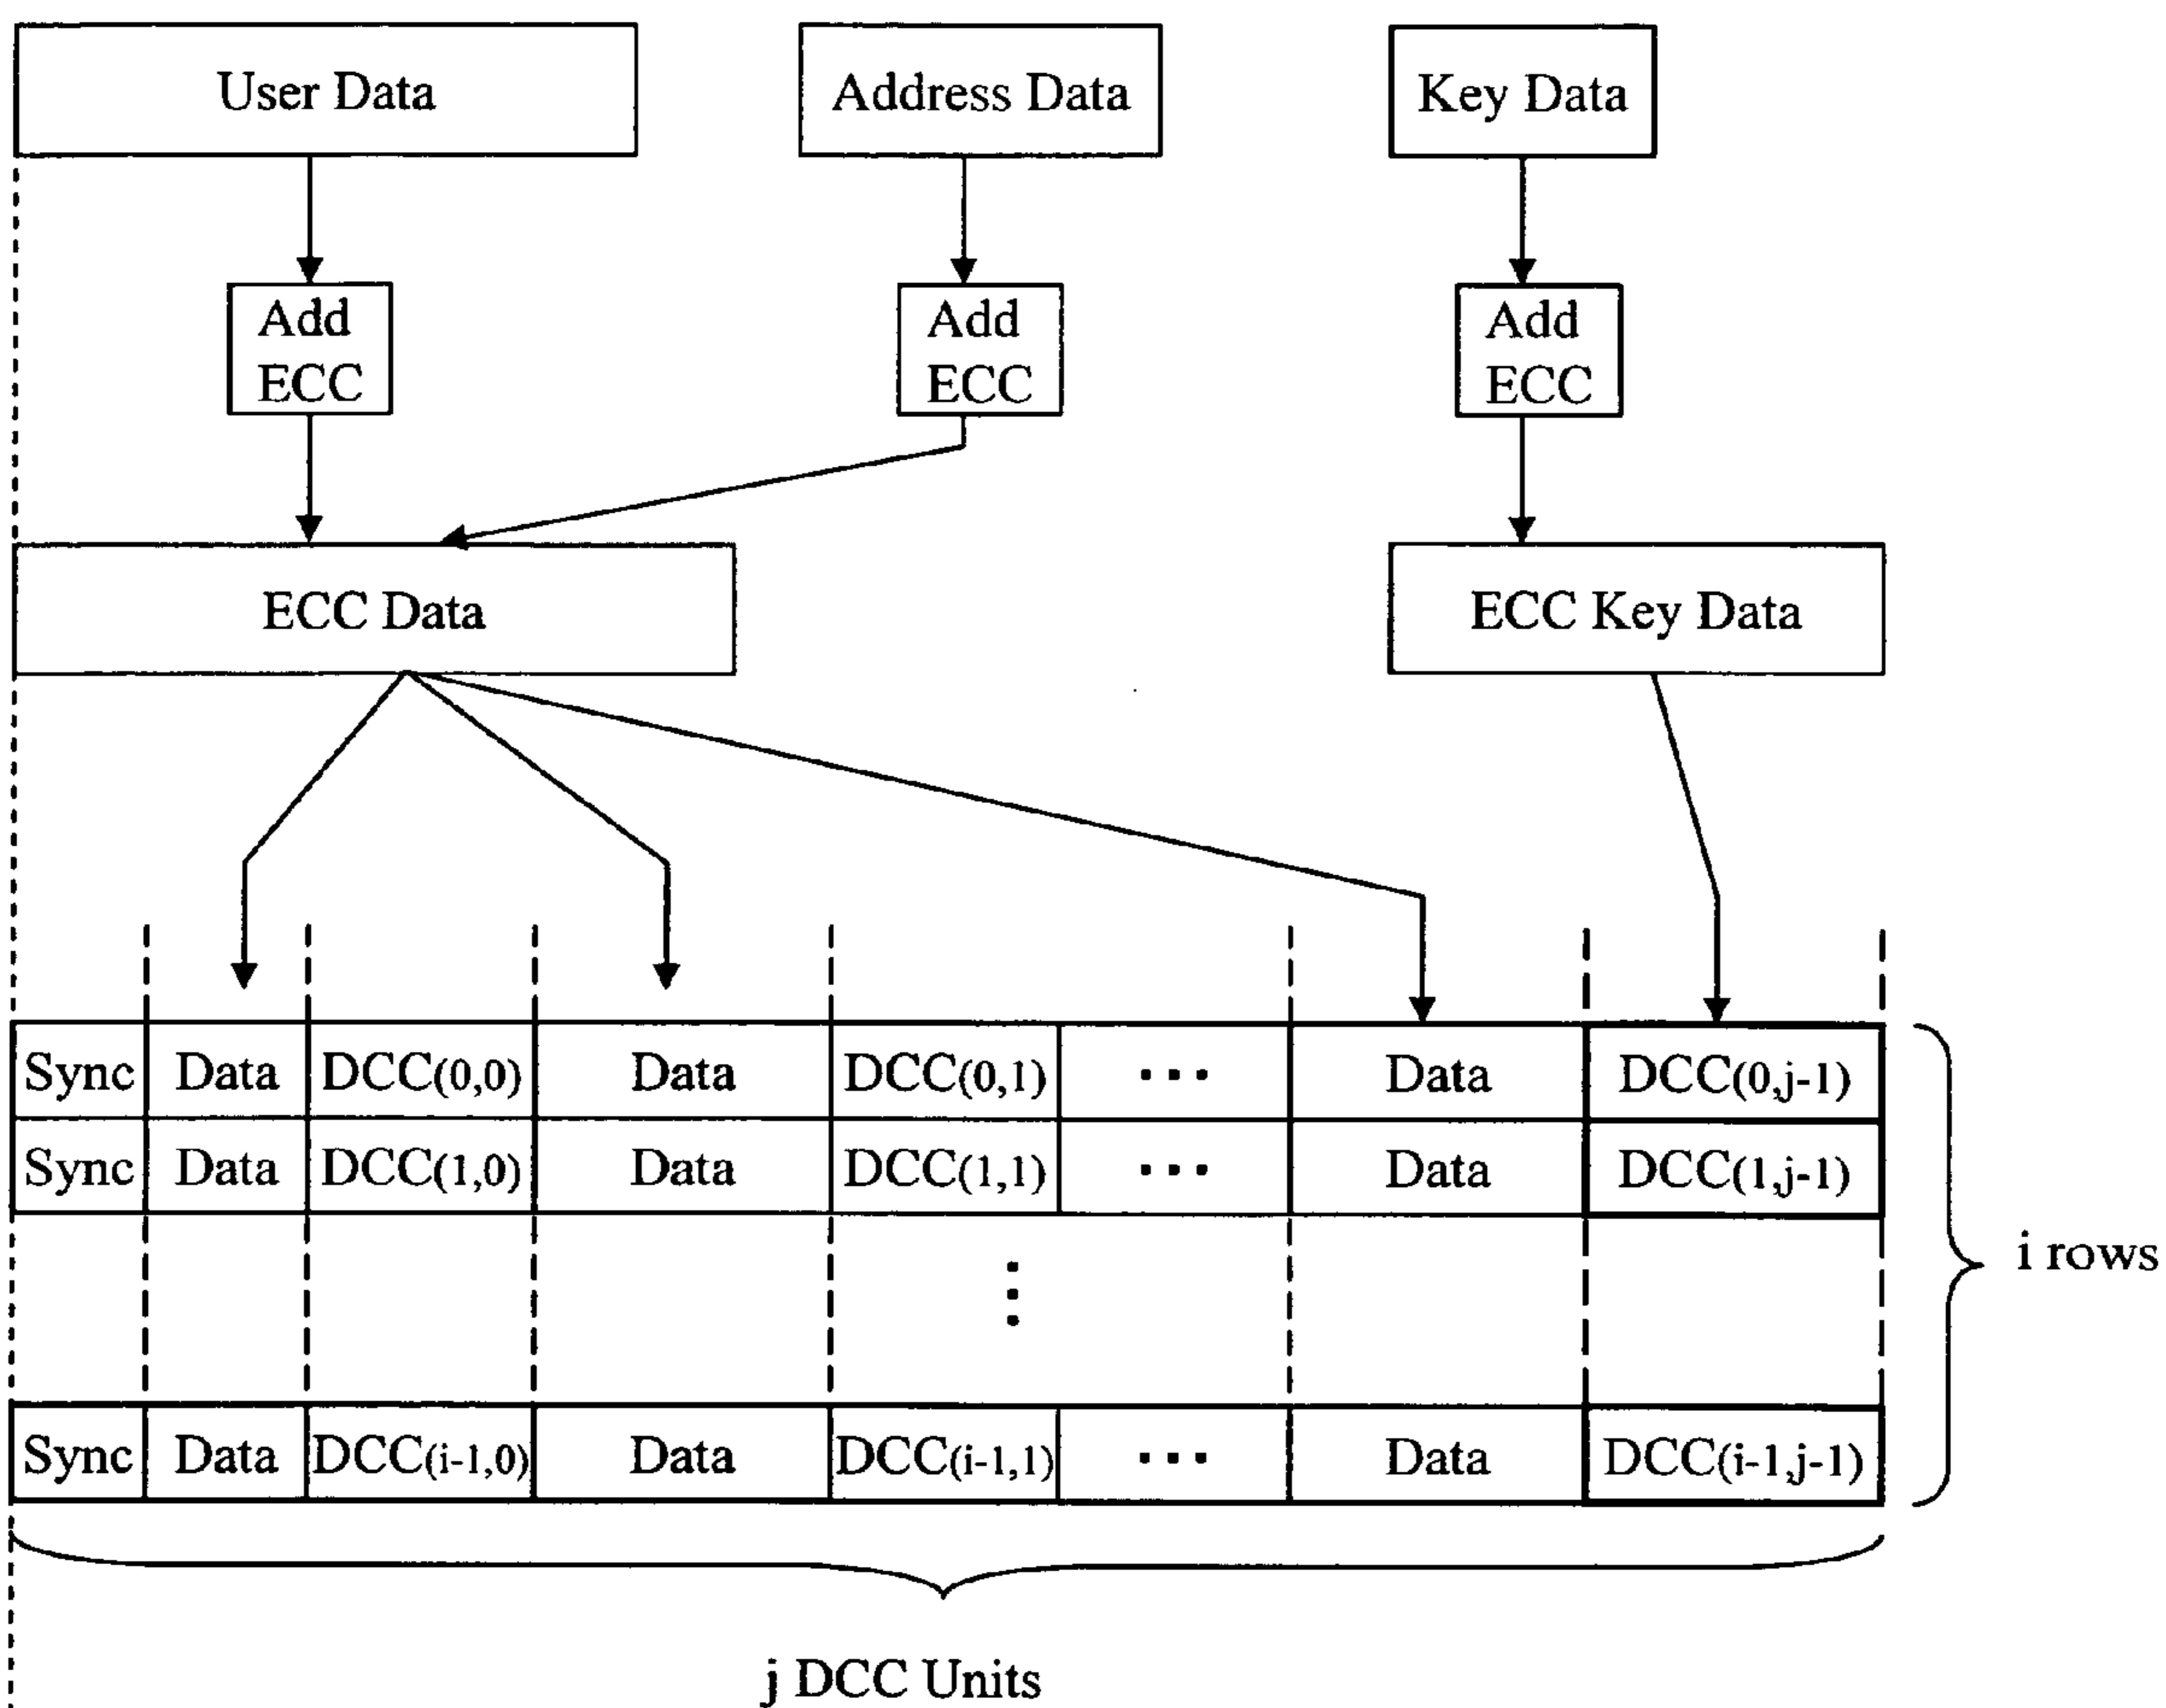 User Data
Address Data
Key Data
Add
ECC
Add
ECC
Add
ECC
ECC Data
ECC Key Data
Sync Data DCC(0,0) Data DCC(0,1) ... Data DCC(0,j-1)
Sync Data DCC(1,0) Data DCC(1,1) ... Data DCC(1,j-1)
i rows
Sync Data DCC(i-1,0) Data DCC(i-1,1) ... Data DCC(i-1,j-1)
j DCC Units